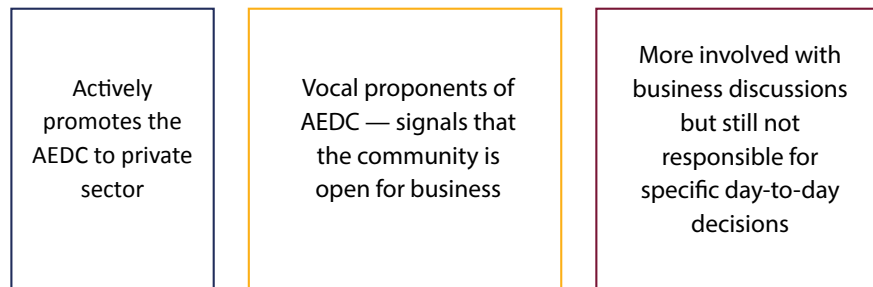 Actively
promotes the
AEDC to private
sector
Vocal proponents of
AEDC — signals that
the community is
open for business
More involved with
business discussions
but still not
responsible for
specific day-to-day
decisions